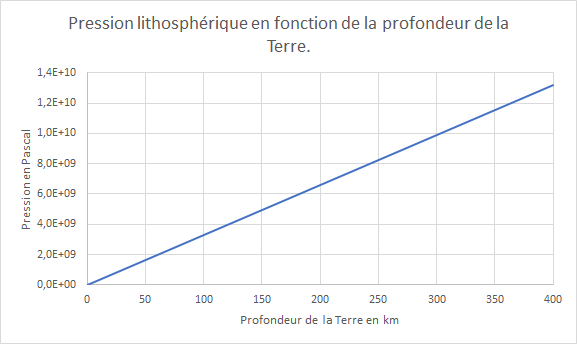 Pression lithosphérique en fonction de la profondeur de la
Terre.
1,4E+10
1,2E+10
1,0E+10
8,0E+09
6,0E+09
4,0E+09
2,0E+09
0,0E+00
Pression en Pascal
0 50 100 150 200 250 300 350 400
Profondeur de la Terre en km